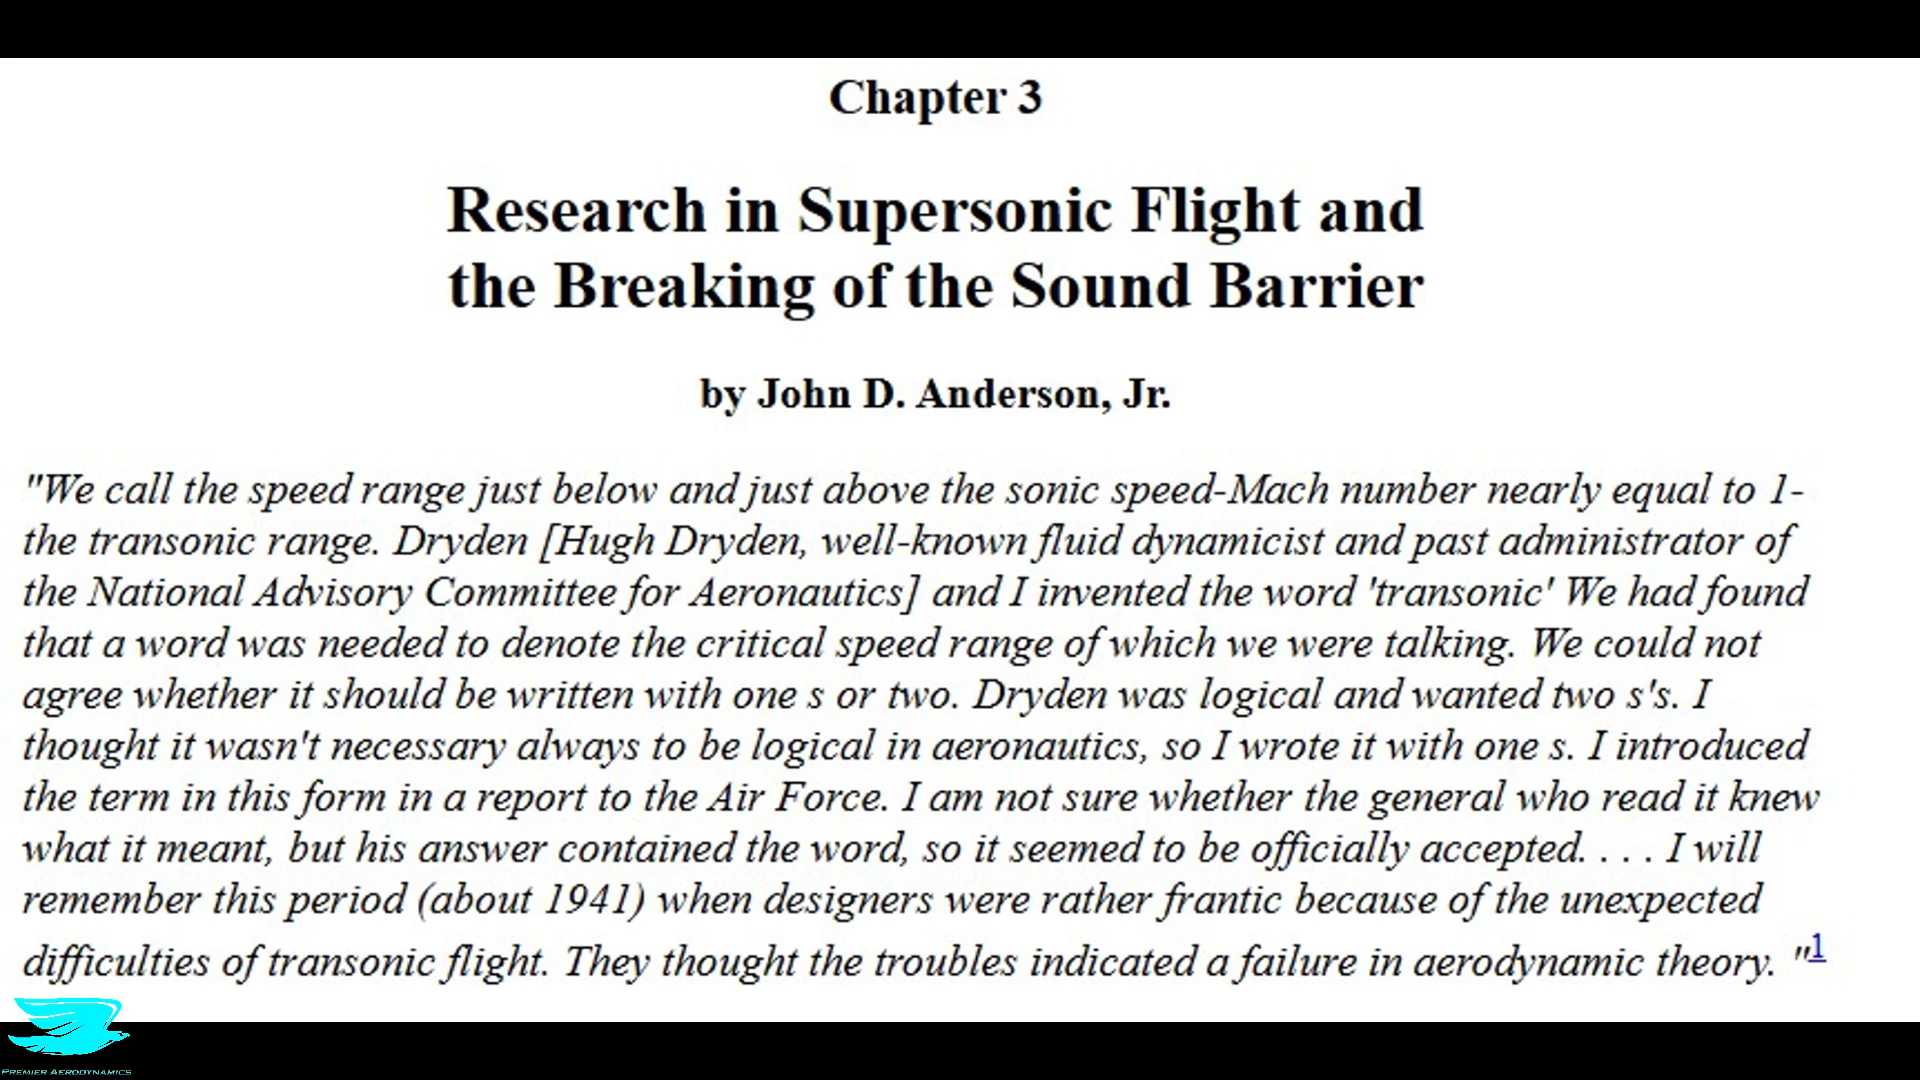 Chapter 3
Research in Supersonic Flight and
the Breaking of the Sound Barrier
by John D. Anderson, Jr.
"We call the speed range just below and just above the sonic speed-Mach number nearly equal to 1-
the transonic range. Dryden [Hugh Dryden, well-known fluid dynamicist and past administrator of
the National Advisory Committee for Aeronautics] and I invented the word 'transonic' We had found
that a word was needed to denote the critical speed range of which we were talking. We could not
agree whether it should be written with one s or two. Dryden was logical and wanted two s's. I
thought it wasn't necessary always to be logical in aeronautics, so I wrote it with one s. I introduced
the term in this form in a report to the Air Force. I am not sure whether the general who read it knew
what it meant, but his answer contained the word, so it seemed to be officially accepted. . . . I will
remember this period (about 1941) when designers were rather frantic because of the unexpected
difficulties of transonic flight. They thought the troubles indicated a failure in aerodynamic theory. "1
PREMIER AERODYNAMICS